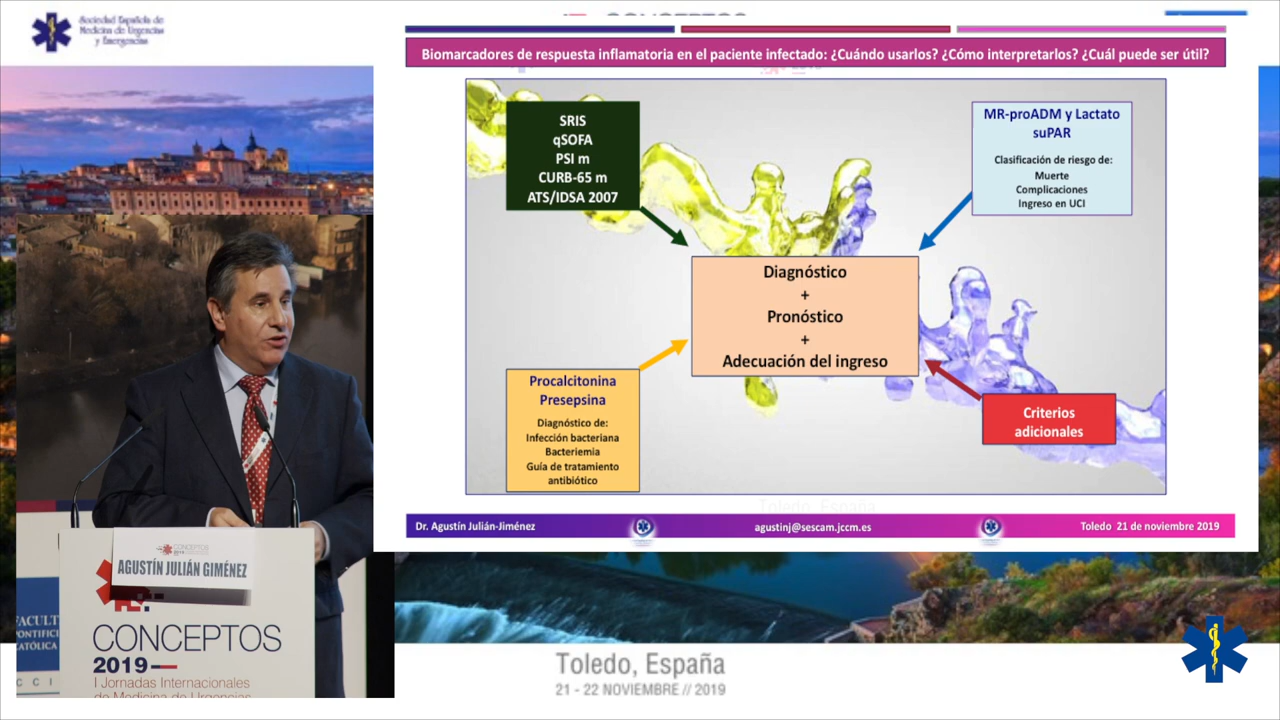 Sociedad Española de
Medicina de Urgencias
y Emergencias
Biomarcadores de respuesta inflamatoria en el paciente infectado: ¿Cuándo usarlos? ¿Cómo interpretarlos? ¿Cuál puede ser útil?
SRIS
qSOFA
PSI m
CURB-65 m
ATS/IDSA 2007
MR-proADM y Lactato
suPAR
Clasificación de riesgo de:
Muerte
Complicaciones
Ingreso en UCI
Diagnóstico
+
Pronóstico
+
Adecuación del ingreso
Procalcitonina
Presepsina
Diagnóstico de:
Infección bacteriana
Bacteriemia
Guía de tratamiento
antibiótico
Criterios
adicionales
Toledo, España
Dr. Agustín Julián-Jiménez
agustinj@sescam.jccm.es
Toledo 21 de noviembre 2019
CONCEPTOS
AGUSTÍN JULIÁN GIMÉNEZ
CONCEPTOS
2019
I Jornadas Internacionales
de Medicina de Urgencias
Toledo, España
21 - 22 NOVIEMBRE // 2019